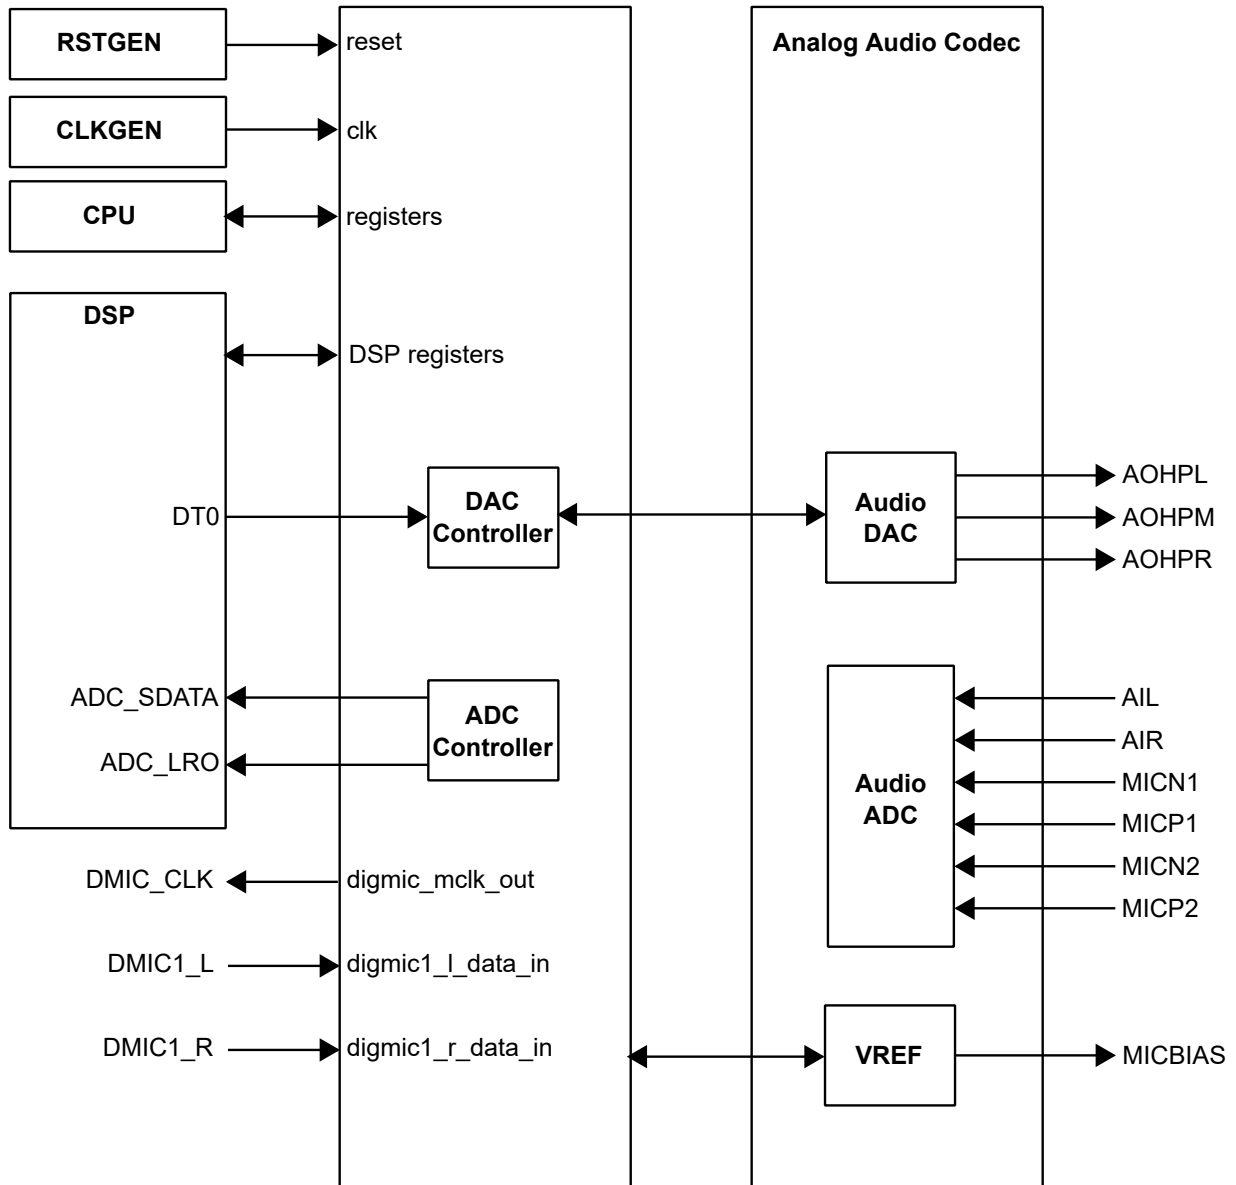 RSTGEN
reset
Analog Audio Codec
CLKGEN
clk
CPU
registers
DSP
DSP registers
DT0
DAC
Controller
Audio
DAC
AOHPL
AOHPM
AOHPR
ADC_SDATA
ADC_LRO
ADC
Controller
Audio
ADC
AIL
AIR
MICN1
MICP1
MICN2
MICP2
DMIC_CLK
digmic_mclk_out
DMIC1_L
digmic1_l_data_in
DMIC1_R
digmic1_r_data_in
VREF
MICBIAS